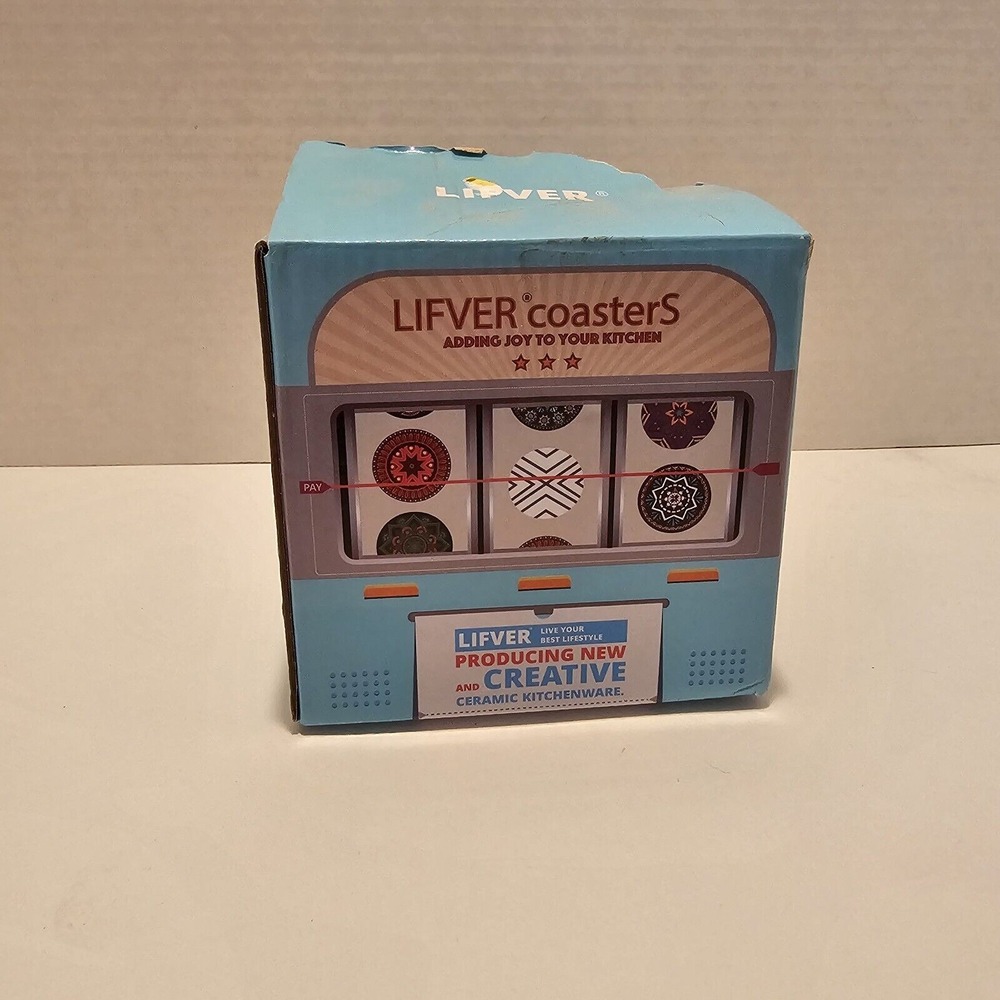 LIFVER®
LIFVER® coasterS
ADDING JOY TO YOUR KITCHEN
PAY
LIFVER® LIVE YOUR
BEST LIFESTYLE
PRODUCING NEW
AND CREATIVE
CERAMIC KITCHENWARE.